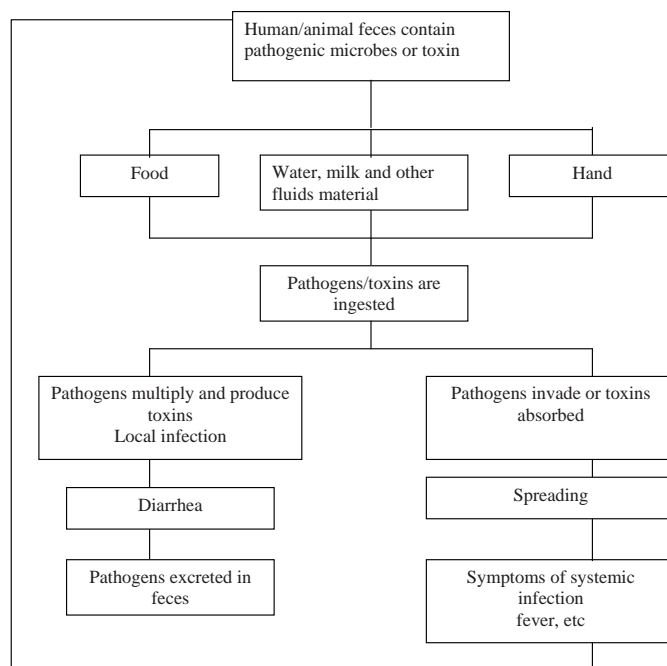 Human/animal feces contain
pathogenic microbes or toxin
Food
Water, milk and other
fluids material
Hand
Pathogens/toxins are
ingested
Pathogens multiply and produce
toxins
Local infection
Pathogens invade or toxins
absorbed
Diarrhea
Spreading
Pathogens excreted in
feces
Symptoms of systemic
infection
fever, etc